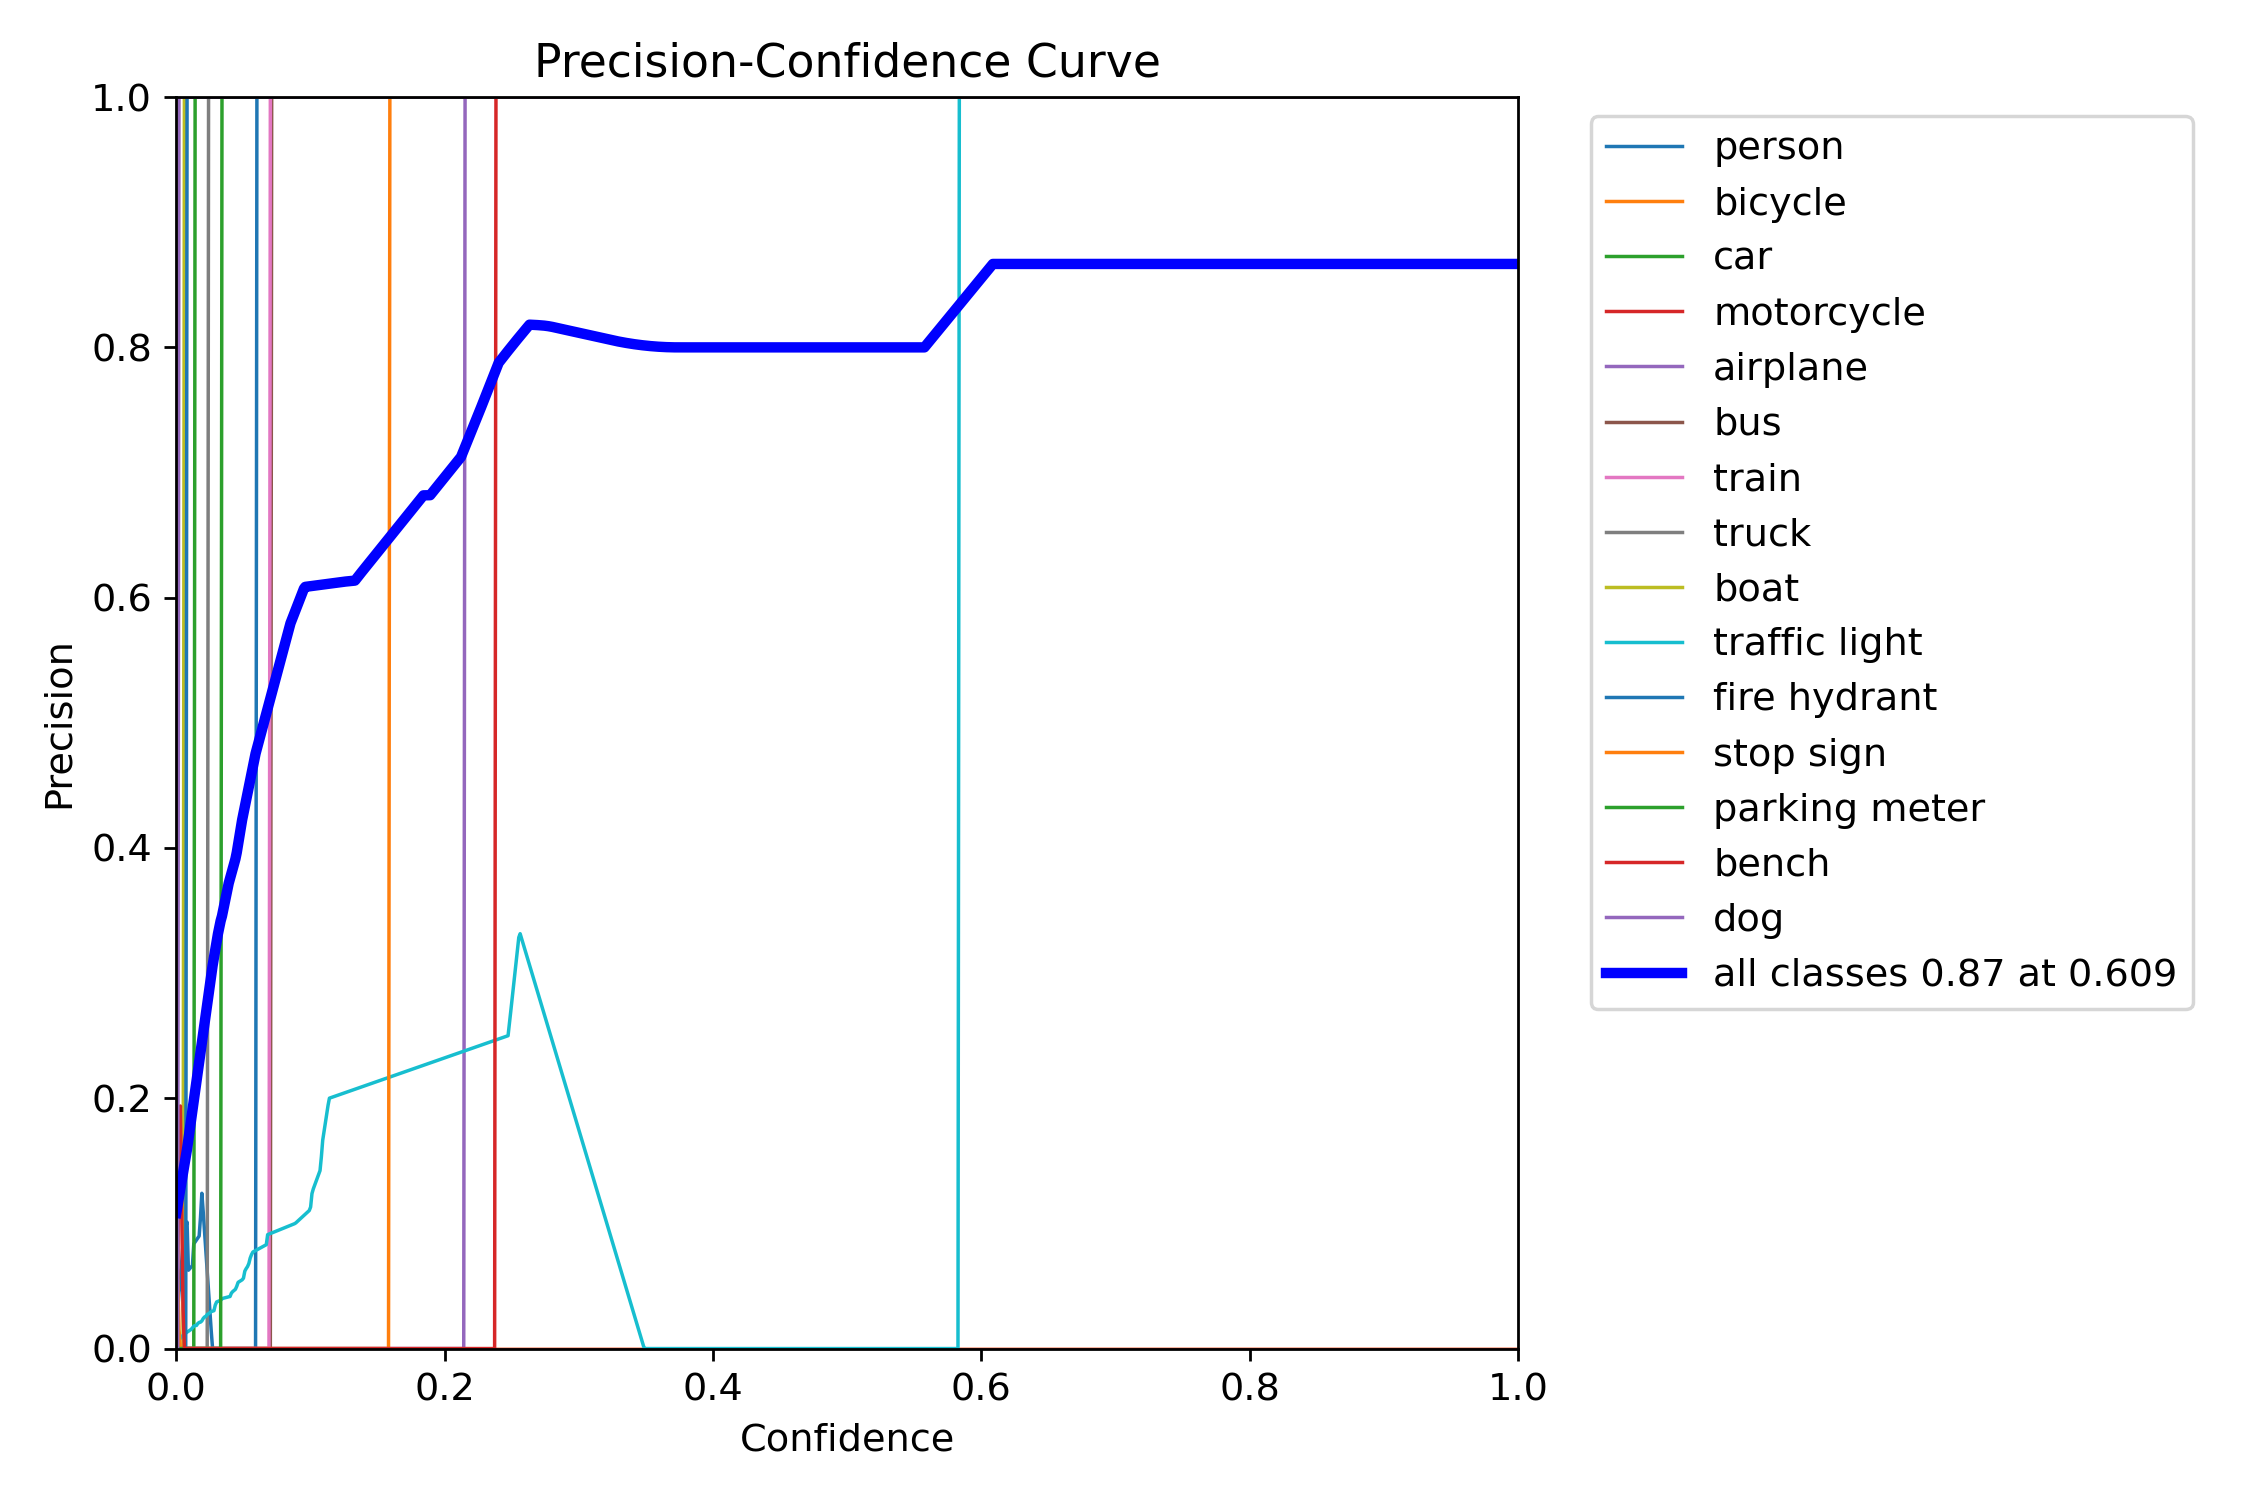 Precision-Confidence Curve
1.0
0.8
0.6
0.4
0.2
0.0
Precision
0.0 0.2 0.4 0.6 0.8 1.0
Confidence
person
bicycle
car
motorcycle
airplane
bus
train
truck
boat
traffic light
fire hydrant
stop sign
parking meter
bench
dog
all classes 0.87 at 0.609